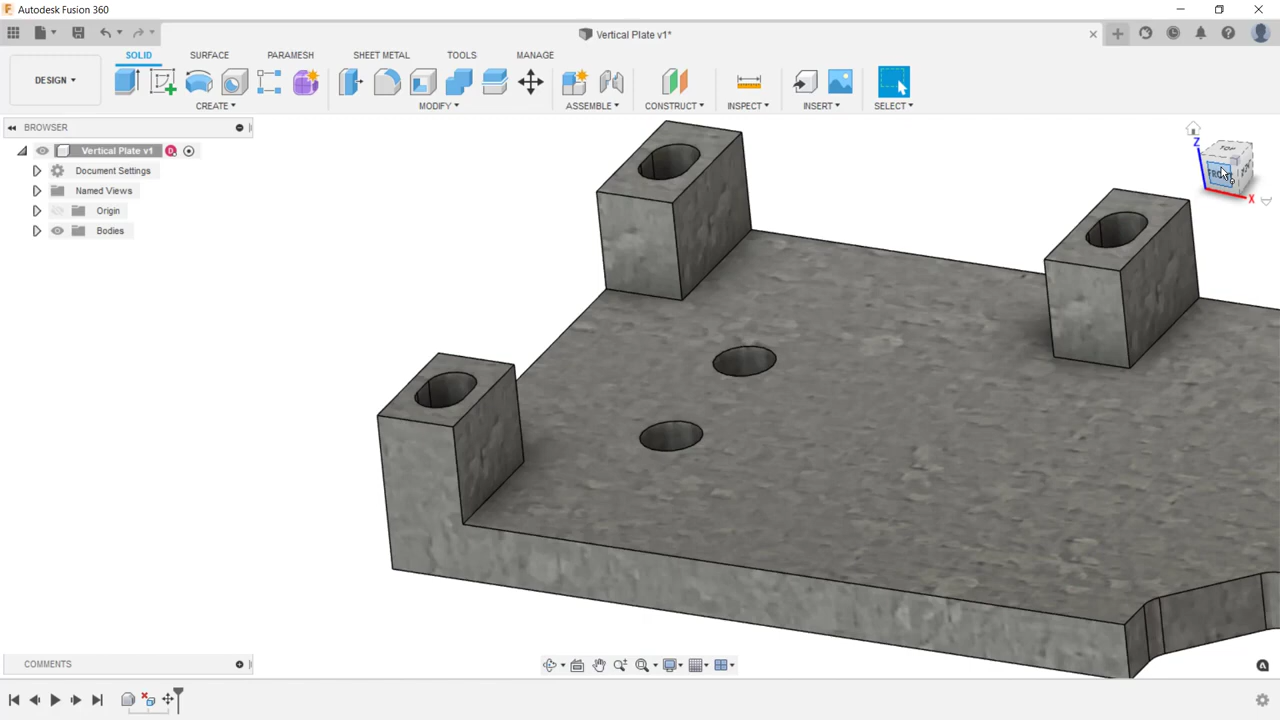 Autodesk Fusion 360
Vertical Plate v1*
SOLID SURFACE PARAMESH SHEET METAL TOOLS MANAGE
DESIGN
CREATE MODIFY ASSEMBLE CONSTRUCT INSPECT INSERT SELECT
BROWSER
Vertical Plate v1
Document Settings
Named Views
Origin
Bodies
TOP
Z
X
COMMENTS